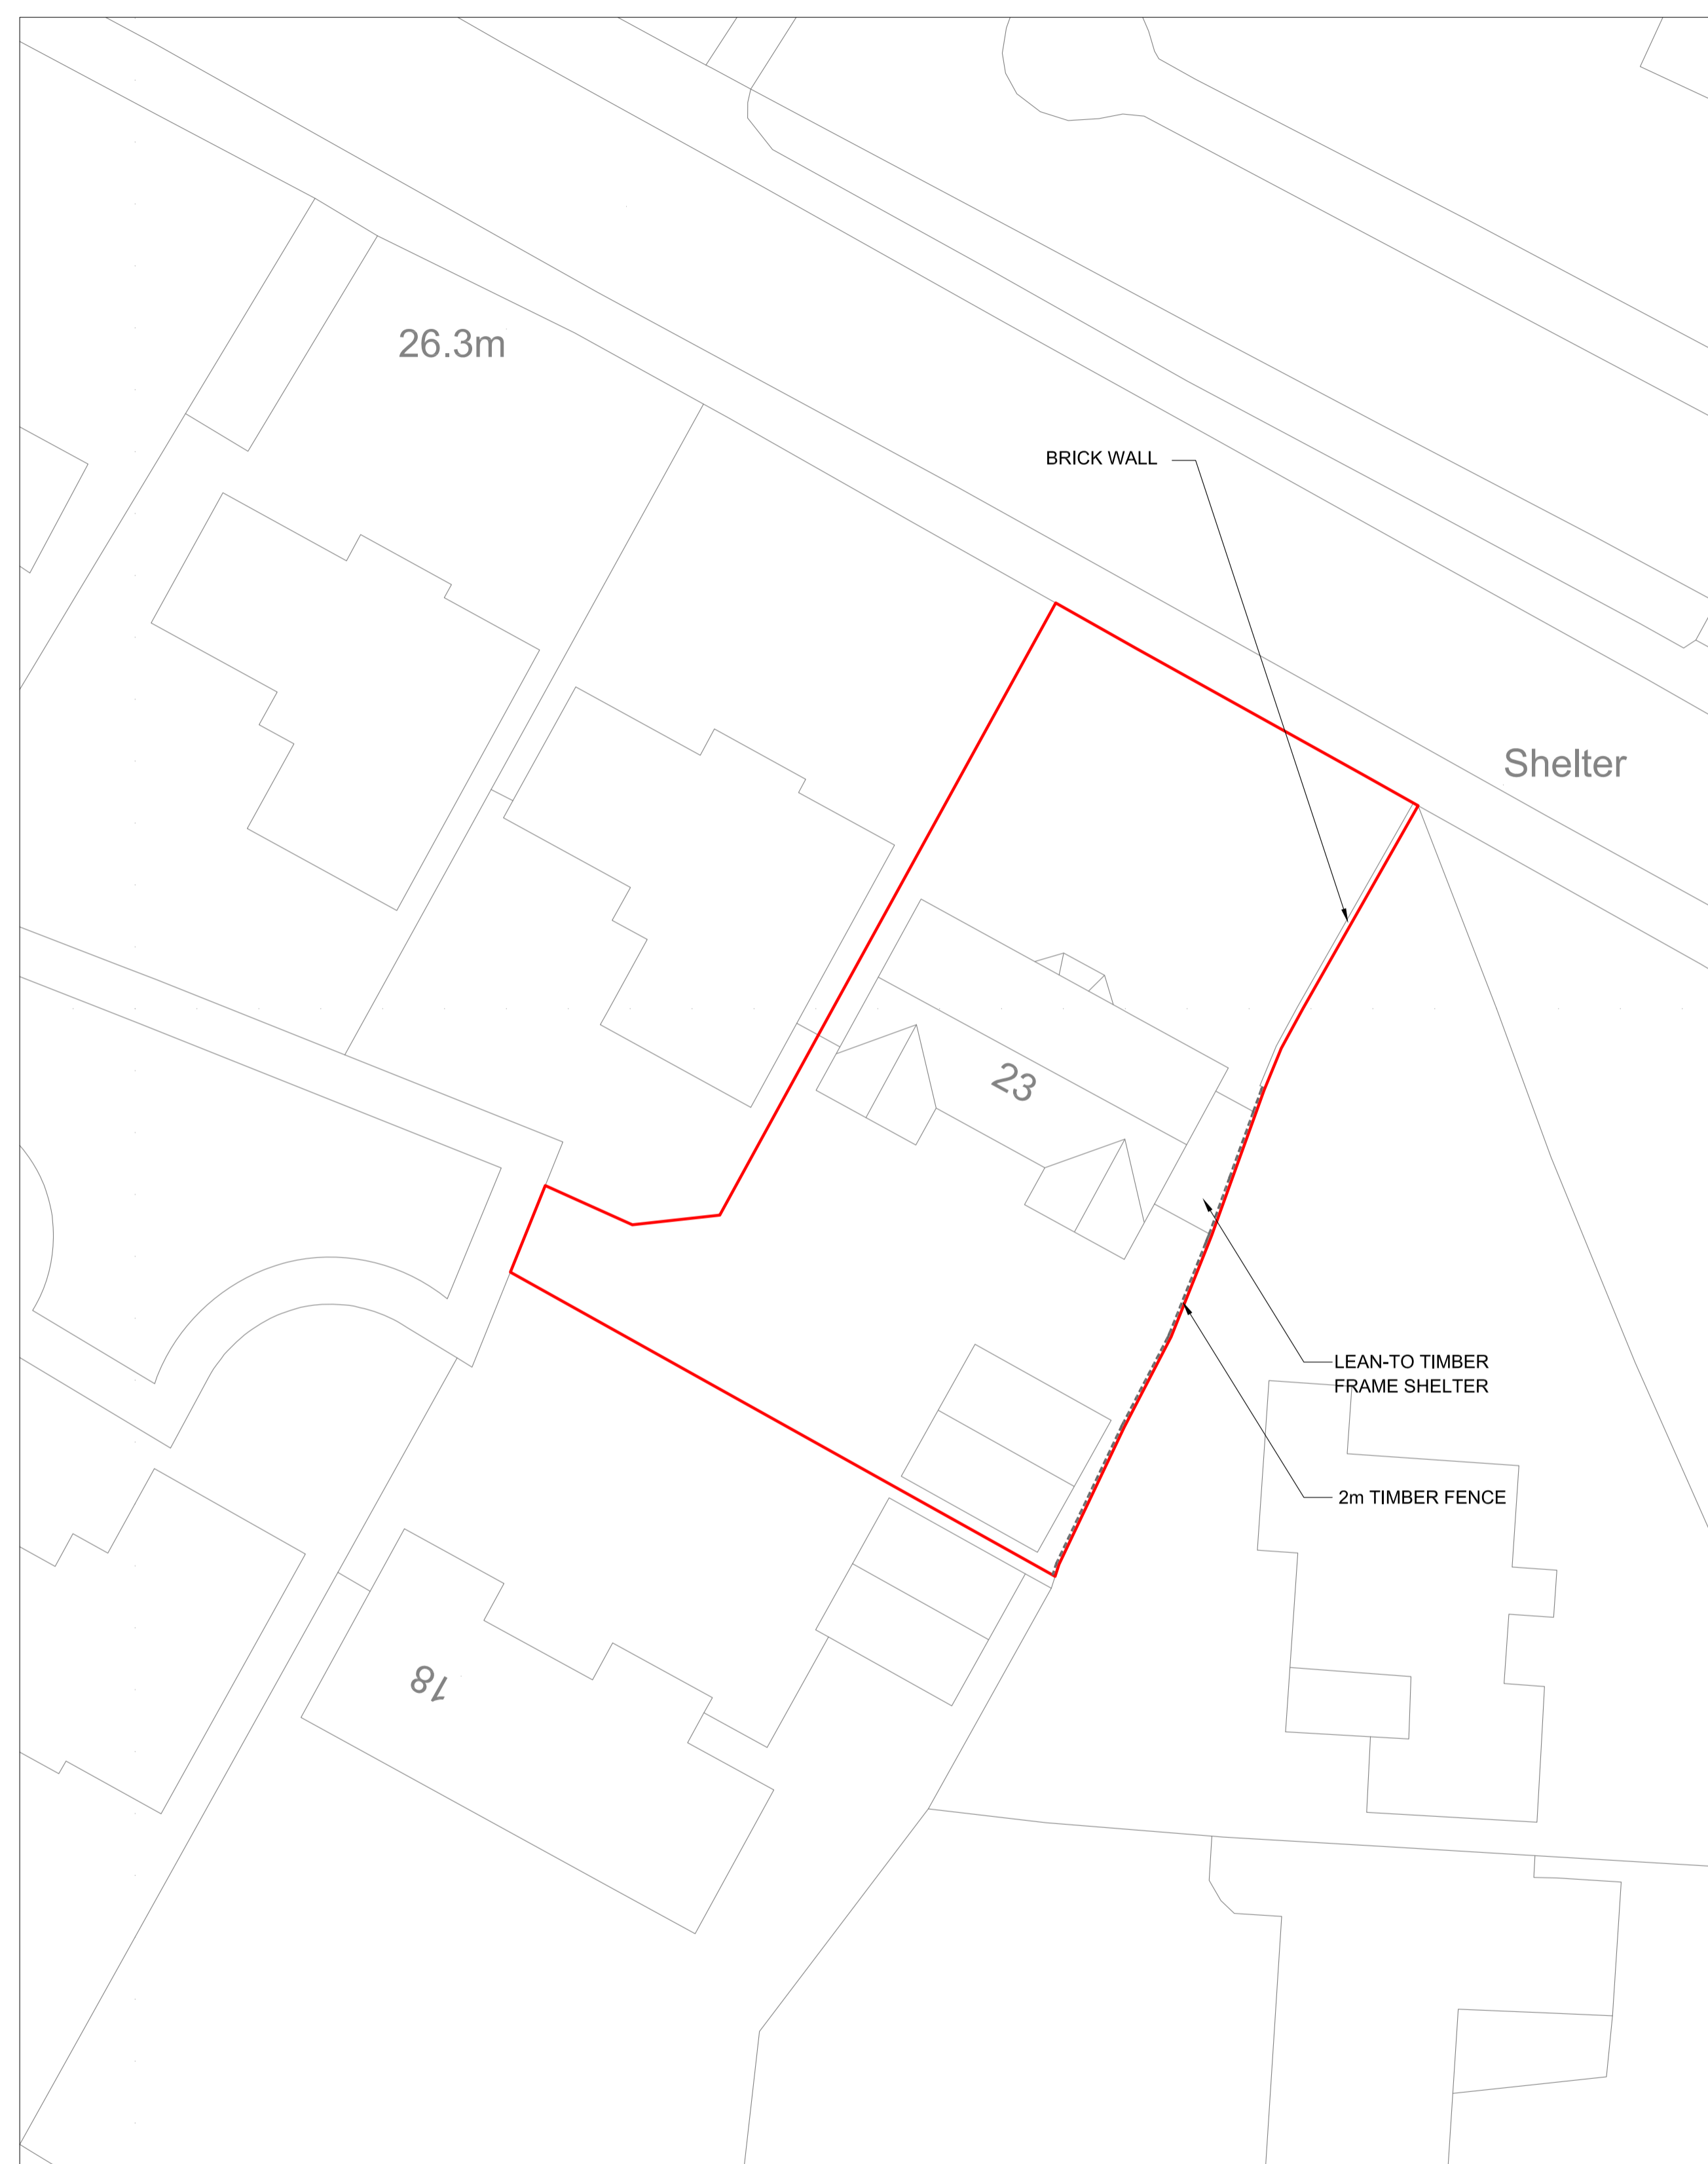 26.3m
BRICK WALL
Shelter
23
LEAN-TO TIMBER
FRAME SHELTER
2m TIMBER FENCE
18